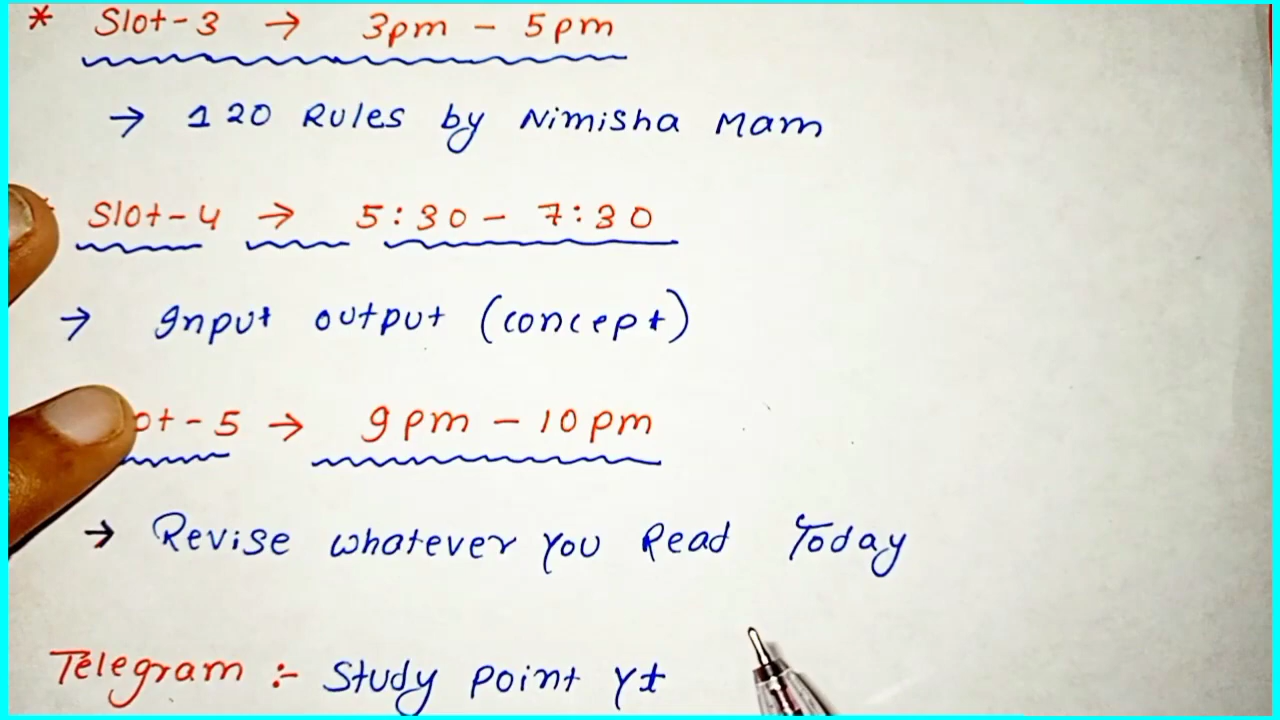 * Slot-3 → 3pm - 5pm
→ 120 Rules by Nimisha Mam
Slot-4 → 5:30 - 7:30
→ Input output (concept)
ot-5 → 9pm - 10pm
→ Revise whatever you Read Today
Telegram :- Study point yt